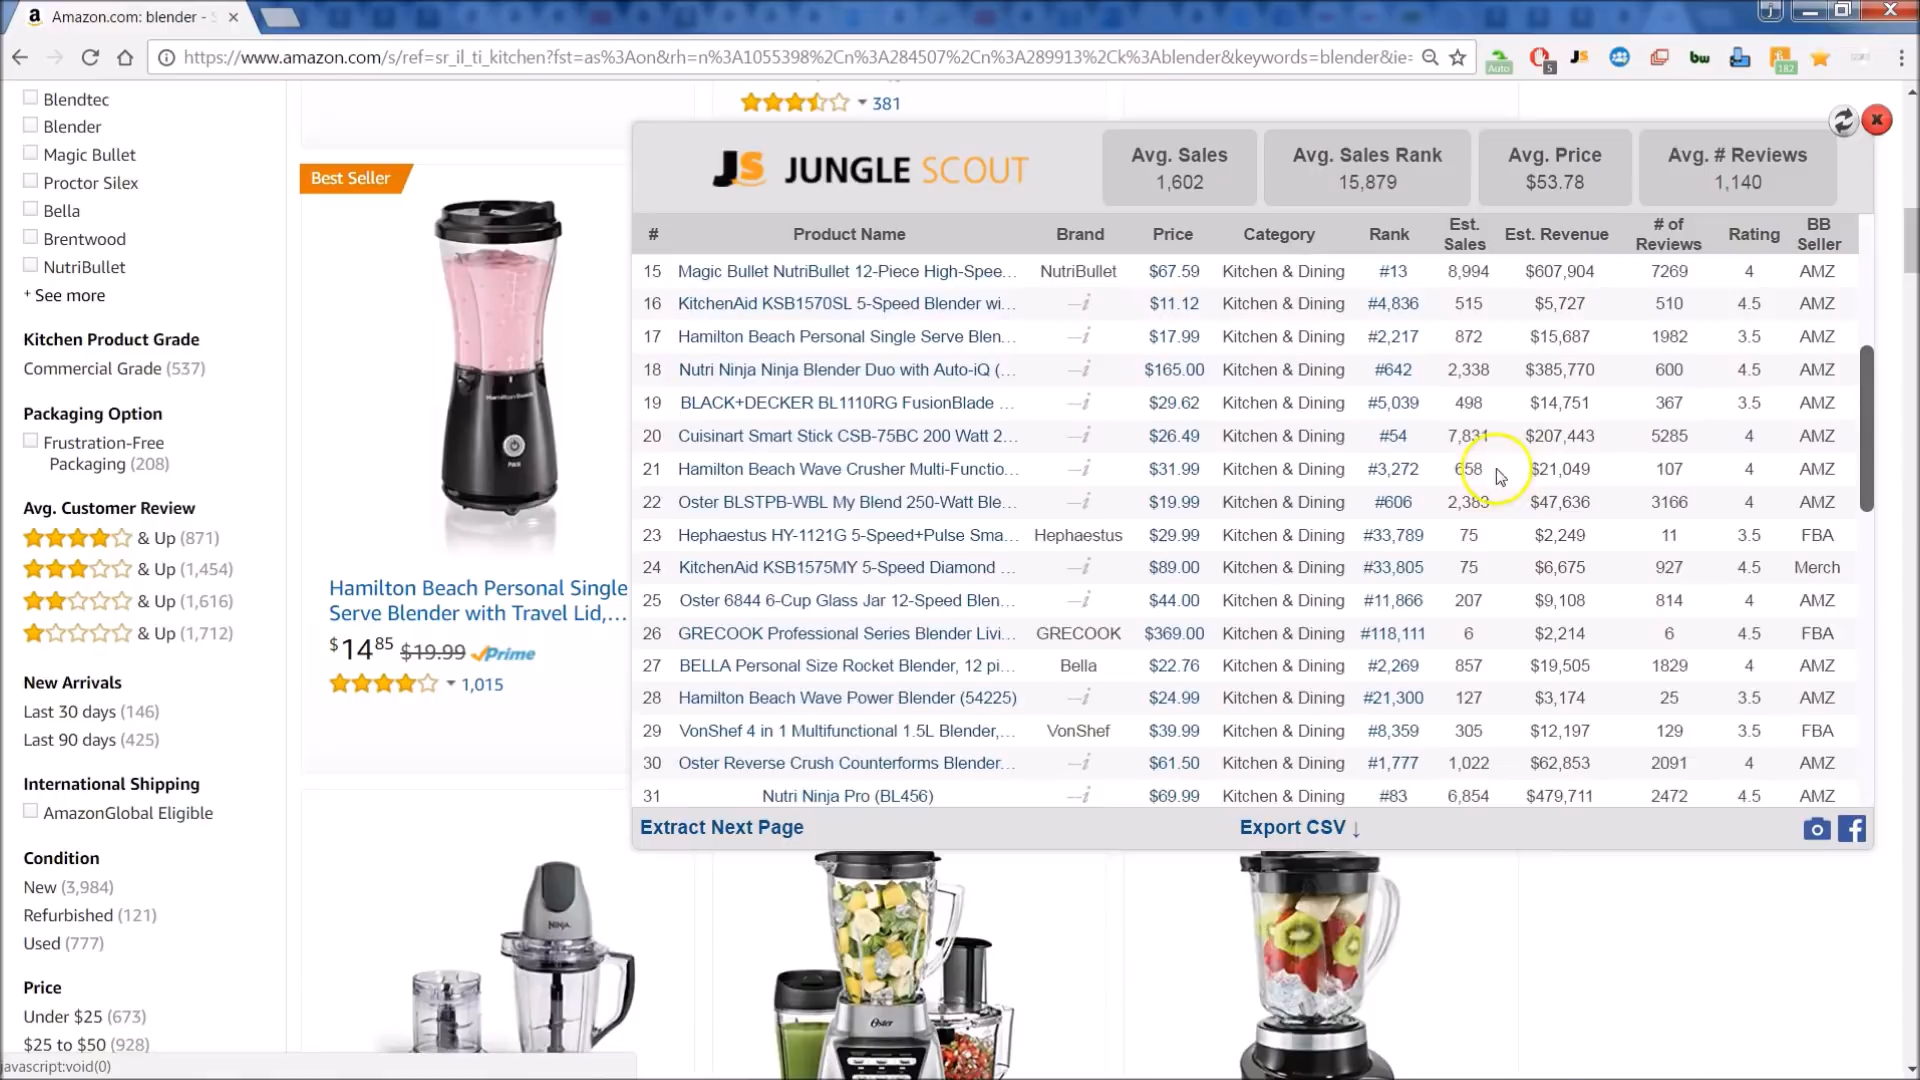 a Amazon.com: blender -
https://www.amazon.com/s/ref=sr_il_ti_kitchen?fst=as%3Aon&rh=n%3A1055398%2Cn%3A284507%2Cn%3A289913%2Ck%3Ablender&keywords=blender&ie=
Auto
5
JS
bw
182
Blendtec
Blender
Magic Bullet
Proctor Silex
Bella
Brentwood
NutriBullet
+ See more
Kitchen Product Grade
Commercial Grade (537)
Packaging Option
Frustration-Free
Packaging (208)
Avg. Customer Review
& Up (871)
& Up (1,454)
& Up (1,616)
& Up (1,712)
New Arrivals
Last 30 days (146)
Last 90 days (425)
International Shipping
AmazonGlobal Eligible
Condition
New (3,984)
Refurbished (121)
Used (777)
Price
Under $25 (673)
$25 to $50 (928)
javascript:void(0)
381
Best Seller
Hamilton Beach
Hamilton Beach Personal Single
Serve Blender with Travel Lid,...
$14 85 $19.99 Prime
1,015
JS JUNGLE SCOUT
Avg. Sales
1,602
Avg. Sales Rank
15,879
Avg. Price
$53.78
Avg. # Reviews
1,140
# Product Name Brand Price Category Rank Est. Sales Est. Revenue # of Reviews Rating BB Seller
15 Magic Bullet NutriBullet 12-Piece High-Spee... NutriBullet $67.59 Kitchen & Dining #13 8,994 $607,904 7269 4 AMZ
16 KitchenAid KSB1570SL 5-Speed Blender wi... --i $11.12 Kitchen & Dining #4,836 515 $5,727 510 4.5 AMZ
17 Hamilton Beach Personal Single Serve Blen... --i $17.99 Kitchen & Dining #2,217 872 $15,687 1982 3.5 AMZ
18 Nutri Ninja Ninja Blender Duo with Auto-iQ (... --i $165.00 Kitchen & Dining #642 2,338 $385,770 600 4.5 AMZ
19 BLACK+DECKER BL1110RG FusionBlade ... --i $29.62 Kitchen & Dining #5,039 498 $14,751 367 3.5 AMZ
20 Cuisinart Smart Stick CSB-75BC 200 Watt 2... --i $26.49 Kitchen & Dining #54 7,831 $207,443 5285 4 AMZ
21 Hamilton Beach Wave Crusher Multi-Functio... --i $31.99 Kitchen & Dining #3,272 658 $21,049 107 4 AMZ
22 Oster BLSTPB-WBL My Blend 250-Watt Ble... --i $19.99 Kitchen & Dining #606 2,383 $47,636 3166 4 AMZ
23 Hephaestus HY-1121G 5-Speed+Pulse Sma... Hephaestus $29.99 Kitchen & Dining #33,789 75 $2,249 11 3.5 FBA
24 KitchenAid KSB1575MY 5-Speed Diamond ... --i $89.00 Kitchen & Dining #33,805 75 $6,675 927 4.5 Merch
25 Oster 6844 6-Cup Glass Jar 12-Speed Blen... --i $44.00 Kitchen & Dining #11,866 207 $9,108 814 4 AMZ
26 GRECOOK Professional Series Blender Livi... GRECOOK $369.00 Kitchen & Dining #118,111 6 $2,214 6 4.5 FBA
27 BELLA Personal Size Rocket Blender, 12 pi... Bella $22.76 Kitchen & Dining #2,269 857 $19,505 1829 4 AMZ
28 Hamilton Beach Wave Power Blender (54225) --i $24.99 Kitchen & Dining #21,300 127 $3,174 25 3.5 AMZ
29 VonShef 4 in 1 Multifunctional 1.5L Blender,... VonShef $39.99 Kitchen & Dining #8,359 305 $12,197 129 3.5 FBA
30 Oster Reverse Crush Counterforms Blender... --i $61.50 Kitchen & Dining #1,777 1,022 $62,853 2091 4 AMZ
31 Nutri Ninja Pro (BL456) --i $69.99 Kitchen & Dining #83 6,854 $479,711 2472 4.5 AMZ
Extract Next Page
Export CSV ↓
NINJA
Oster